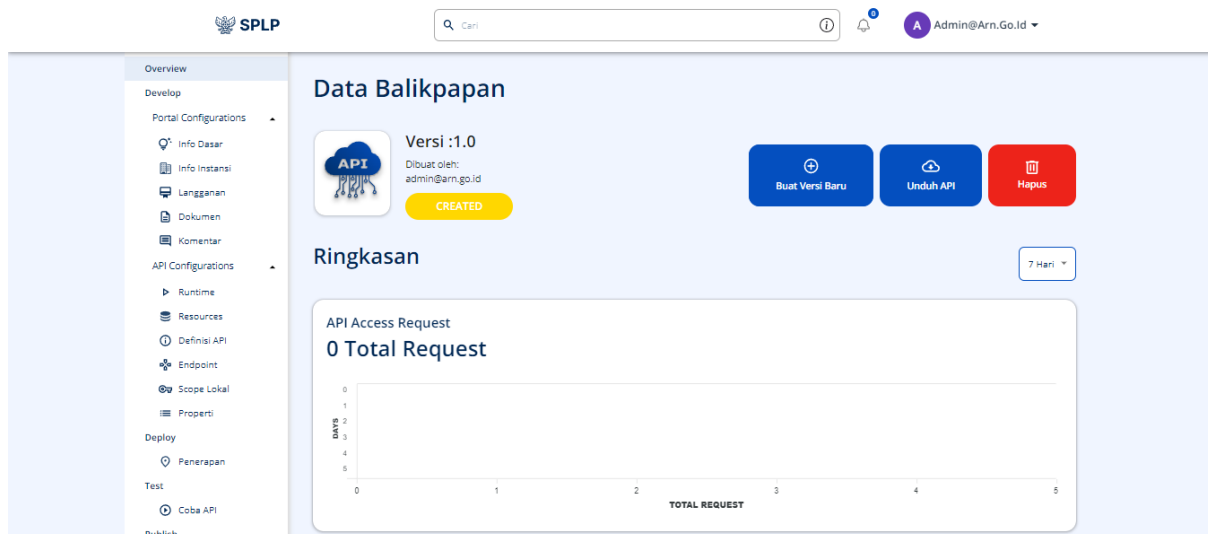 SPLP
Cari
0
A
Admin@Arn.Go.Id
Overview
Develop
Portal Configurations
Info Dasar
Info Instansi
Langganan
Dokumen
Komentar
API Configurations
Runtime
Resources
Definisi API
Endpoint
Scope Lokal
Properti
Deploy
Penerapan
Test
Coba API
Publish
Data Balikpapan
API
Versi :1.0
Dibuat oleh:
admin@arn.go.id
CREATED
Buat Versi Baru
Unduh API
Hapus
Ringkasan
7 Hari
API Access Request
0 Total Request
DAYS
0
1
2
3
4
5
0 1 2 3 4 5
TOTAL REQUEST